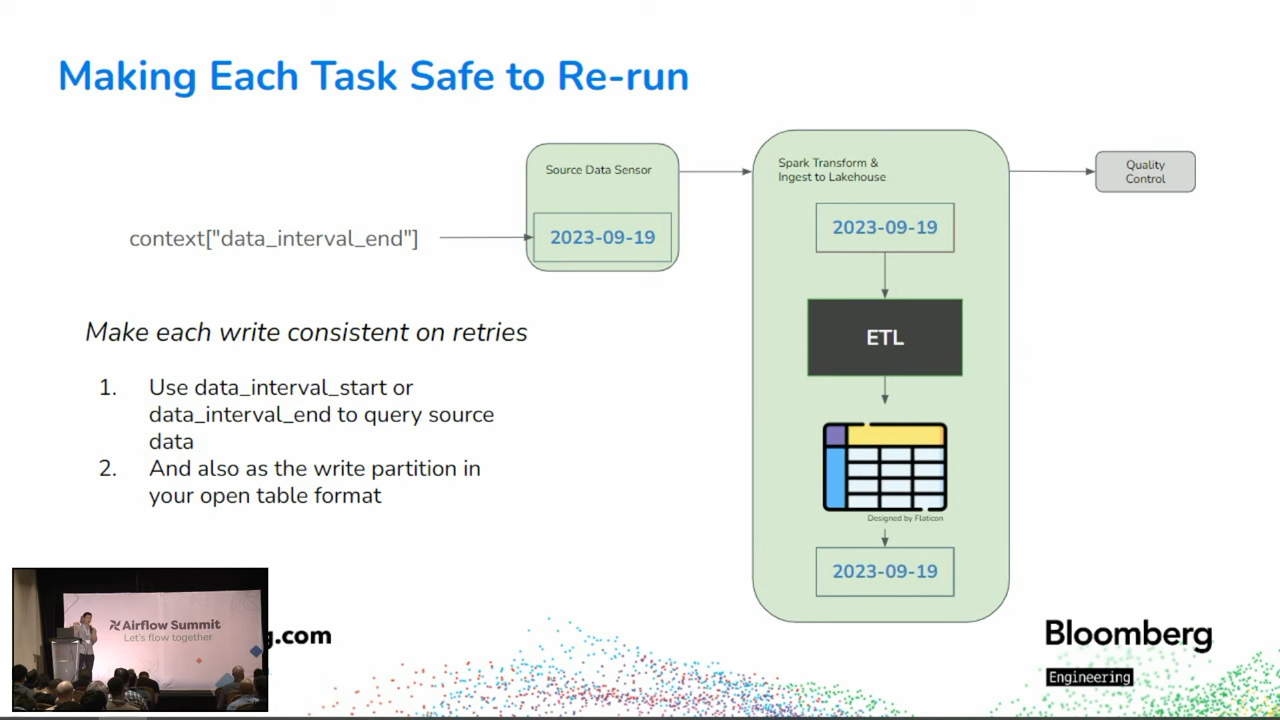 Making Each Task Safe to Re-run
Source Data Sensor
Spark Transform &
Ingest to Lakehouse
Quality
Control
context["data_interval_end"]
2023-09-19
2023-09-19
ETL
Make each write consistent on retries
1. Use data_interval_start or
data_interval_end to query source
data
2. And also as the write partition in
your open table format
Designed by Flaticon
2023-09-19
Airflow Summit
Let's flow together
g.com
Bloomberg
Engineering